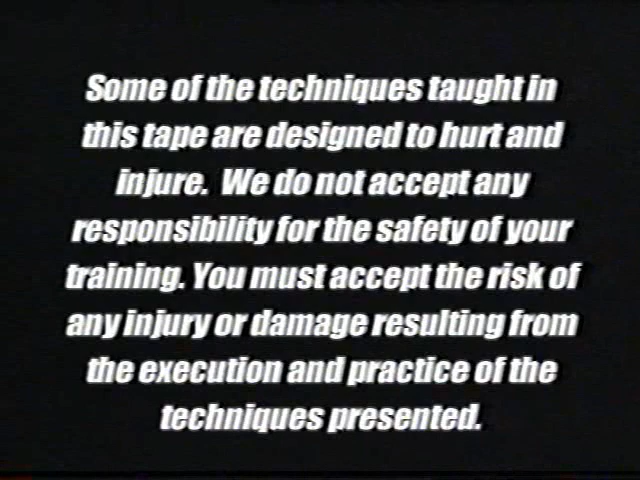 Some of the techniques taught in
this tape are designed to hurt and
injure.  We do not accept any
responsibility for the safety of your
training. You must accept the risk of
any injury or damage resulting from
the execution and practice of the
techniques presented.